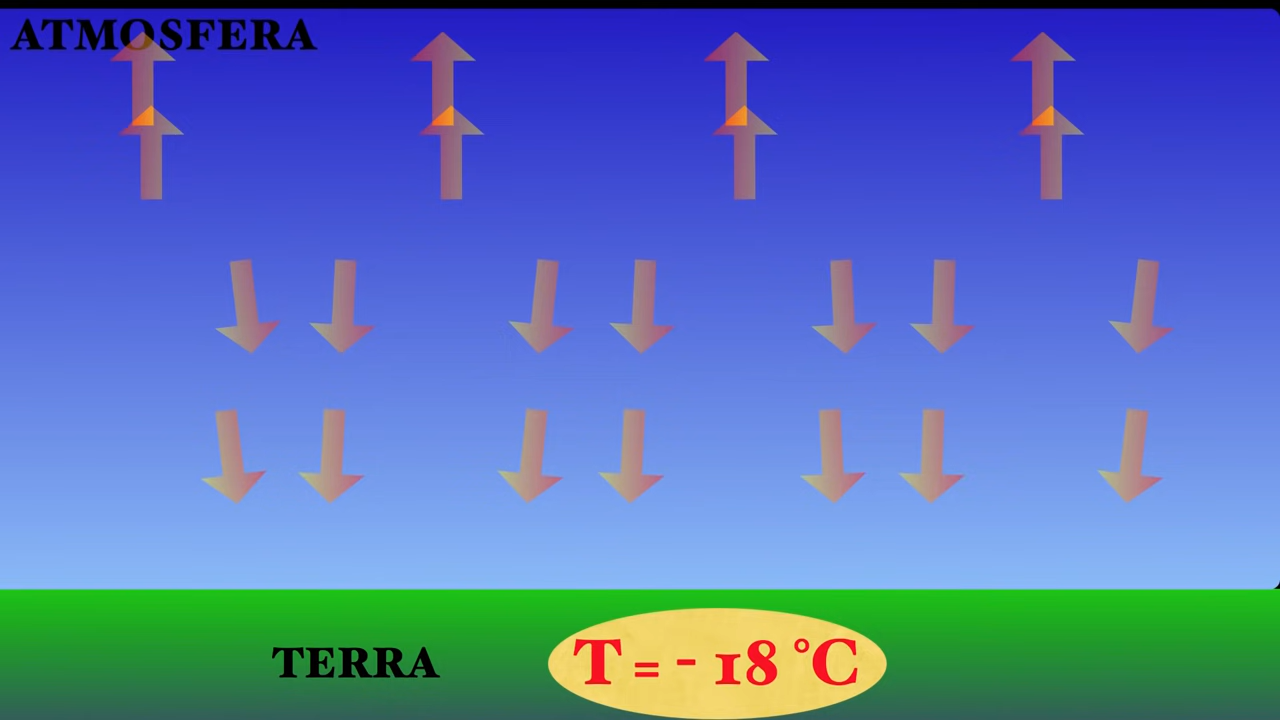 ATMOSFERA
TERRA
T = - 18 °C